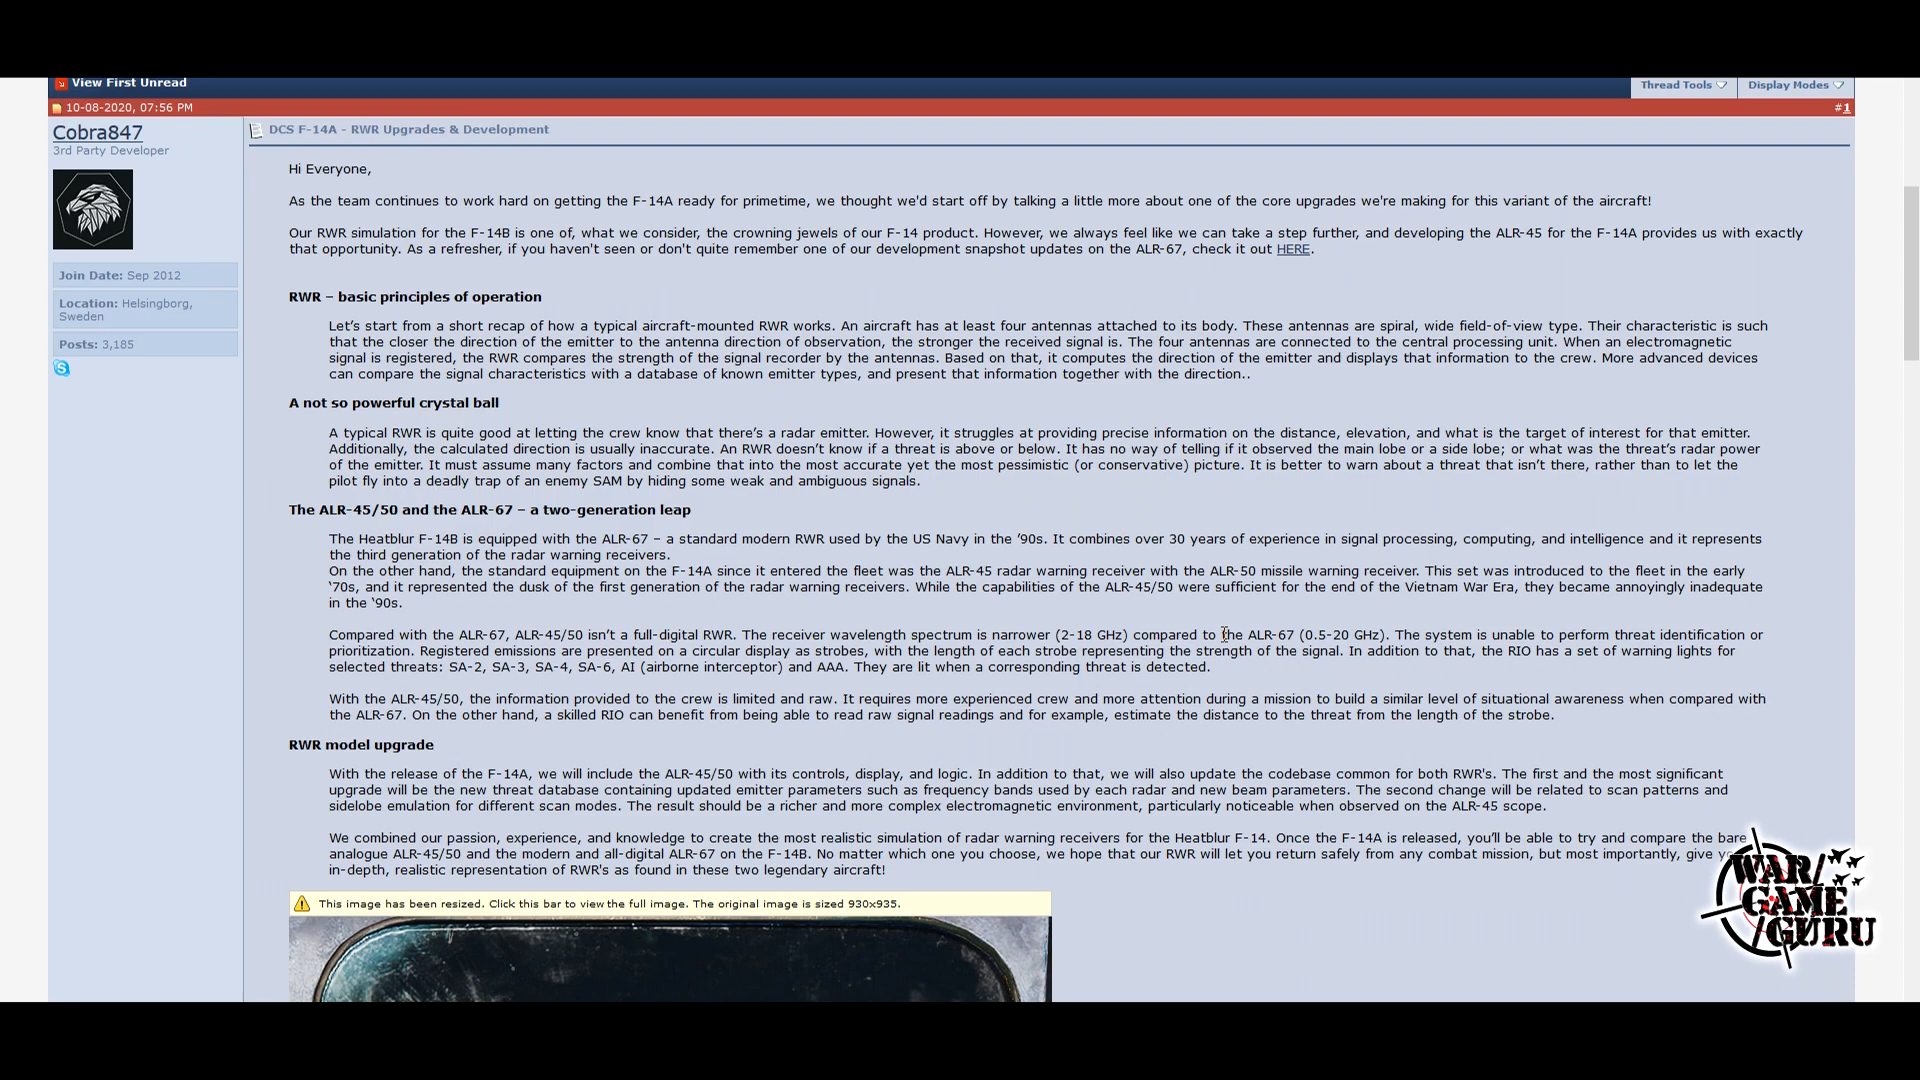 View First Unread
Thread Tools
Display Modes
10-08-2020, 07:56 PM
#1
Cobra847
3rd Party Developer
Join Date: Sep 2012
Location: Helsingborg,
Sweden
Posts: 3,185
DCS F-14A - RWR Upgrades & Development
Hi Everyone,
As the team continues to work hard on getting the F-14A ready for primetime, we thought we'd start off by talking a little more about one of the core upgrades we're making for this variant of the aircraft!
Our RWR simulation for the F-14B is one of, what we consider, the crowning jewels of our F-14 product. However, we always feel like we can take a step further, and developing the ALR-45 for the F-14A provides us with exactly
that opportunity. As a refresher, if you haven't seen or don't quite remember one of our development snapshot updates on the ALR-67, check it out HERE.
RWR – basic principles of operation
Let's start from a short recap of how a typical aircraft-mounted RWR works. An aircraft has at least four antennas attached to its body. These antennas are spiral, wide field-of-view type. Their characteristic is such
that the closer the direction of the emitter to the antenna direction of observation, the stronger the received signal is. The four antennas are connected to the central processing unit. When an electromagnetic
signal is registered, the RWR compares the strength of the signal recorder by the antennas. Based on that, it computes the direction of the emitter and displays that information to the crew. More advanced devices
can compare the signal characteristics with a database of known emitter types, and present that information together with the direction..
A not so powerful crystal ball
A typical RWR is quite good at letting the crew know that there's a radar emitter. However, it struggles at providing precise information on the distance, elevation, and what is the target of interest for that emitter.
Additionally, the calculated direction is usually inaccurate. An RWR doesn't know if a threat is above or below. It has no way of telling if it observed the main lobe or a side lobe; or what was the threat's radar power
of the emitter. It must assume many factors and combine that into the most accurate yet the most pessimistic (or conservative) picture. It is better to warn about a threat that isn't there, rather than to let the
pilot fly into a deadly trap of an enemy SAM by hiding some weak and ambiguous signals.
The ALR-45/50 and the ALR-67 – a two-generation leap
The Heatblur F-14B is equipped with the ALR-67 – a standard modern RWR used by the US Navy in the '90s. It combines over 30 years of experience in signal processing, computing, and intelligence and it represents
the third generation of the radar warning receivers.
On the other hand, the standard equipment on the F-14A since it entered the fleet was the ALR-45 radar warning receiver with the ALR-50 missile warning receiver. This set was introduced to the fleet in the early
'70s, and it represented the dusk of the first generation of the radar warning receivers. While the capabilities of the ALR-45/50 were sufficient for the end of the Vietnam War Era, they became annoyingly inadequate
in the '90s.
Compared with the ALR-67, ALR-45/50 isn't a full-digital RWR. The receiver wavelength spectrum is narrower (2-18 GHz) compared to the ALR-67 (0.5-20 GHz). The system is unable to perform threat identification or
prioritization. Registered emissions are presented on a circular display as strobes, with the length of each strobe representing the strength of the signal. In addition to that, the RIO has a set of warning lights for
selected threats: SA-2, SA-3, SA-4, SA-6, AI (airborne interceptor) and AAA. They are lit when a corresponding threat is detected.
With the ALR-45/50, the information provided to the crew is limited and raw. It requires more experienced crew and more attention during a mission to build a similar level of situational awareness when compared with
the ALR-67. On the other hand, a skilled RIO can benefit from being able to read raw signal readings and for example, estimate the distance to the threat from the length of the strobe.
RWR model upgrade
With the release of the F-14A, we will include the ALR-45/50 with its controls, display, and logic. In addition to that, we will also update the codebase common for both RWR's. The first and the most significant
upgrade will be the new threat database containing updated emitter parameters such as frequency bands used by each radar and new beam parameters. The second change will be related to scan patterns and
sidelobe emulation for different scan modes. The result should be a richer and more complex electromagnetic environment, particularly noticeable when observed on the ALR-45 scope.
We combined our passion, experience, and knowledge to create the most realistic simulation of radar warning receivers for the Heatblur F-14. Once the F-14A is released, you'll be able to try and compare the bare
analogue ALR-45/50 and the modern and all-digital ALR-67 on the F-14B. No matter which one you choose, we hope that our RWR will let you return safely from any combat mission, but most importantly, give
in-depth, realistic representation of RWR's as found in these two legendary aircraft!
This image has been resized. Click this bar to view the full image. The original image is sized 930x935.
WAR/
GAME
GURU